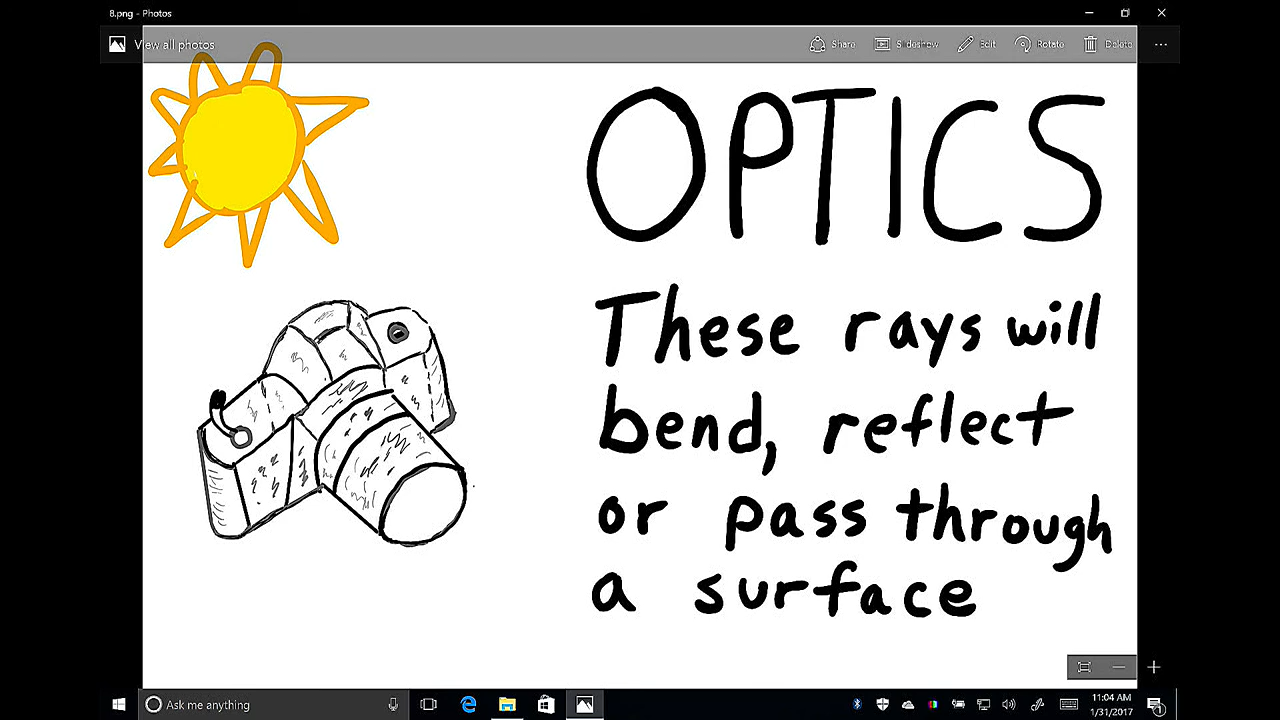 8.png - Photos
View all photos
Share Slideshow Edit Rotate Delete
OPTICS
These rays will
bend, reflect
or pass through
a surface
Ask me anything
11:04 AM
1/31/2017
1